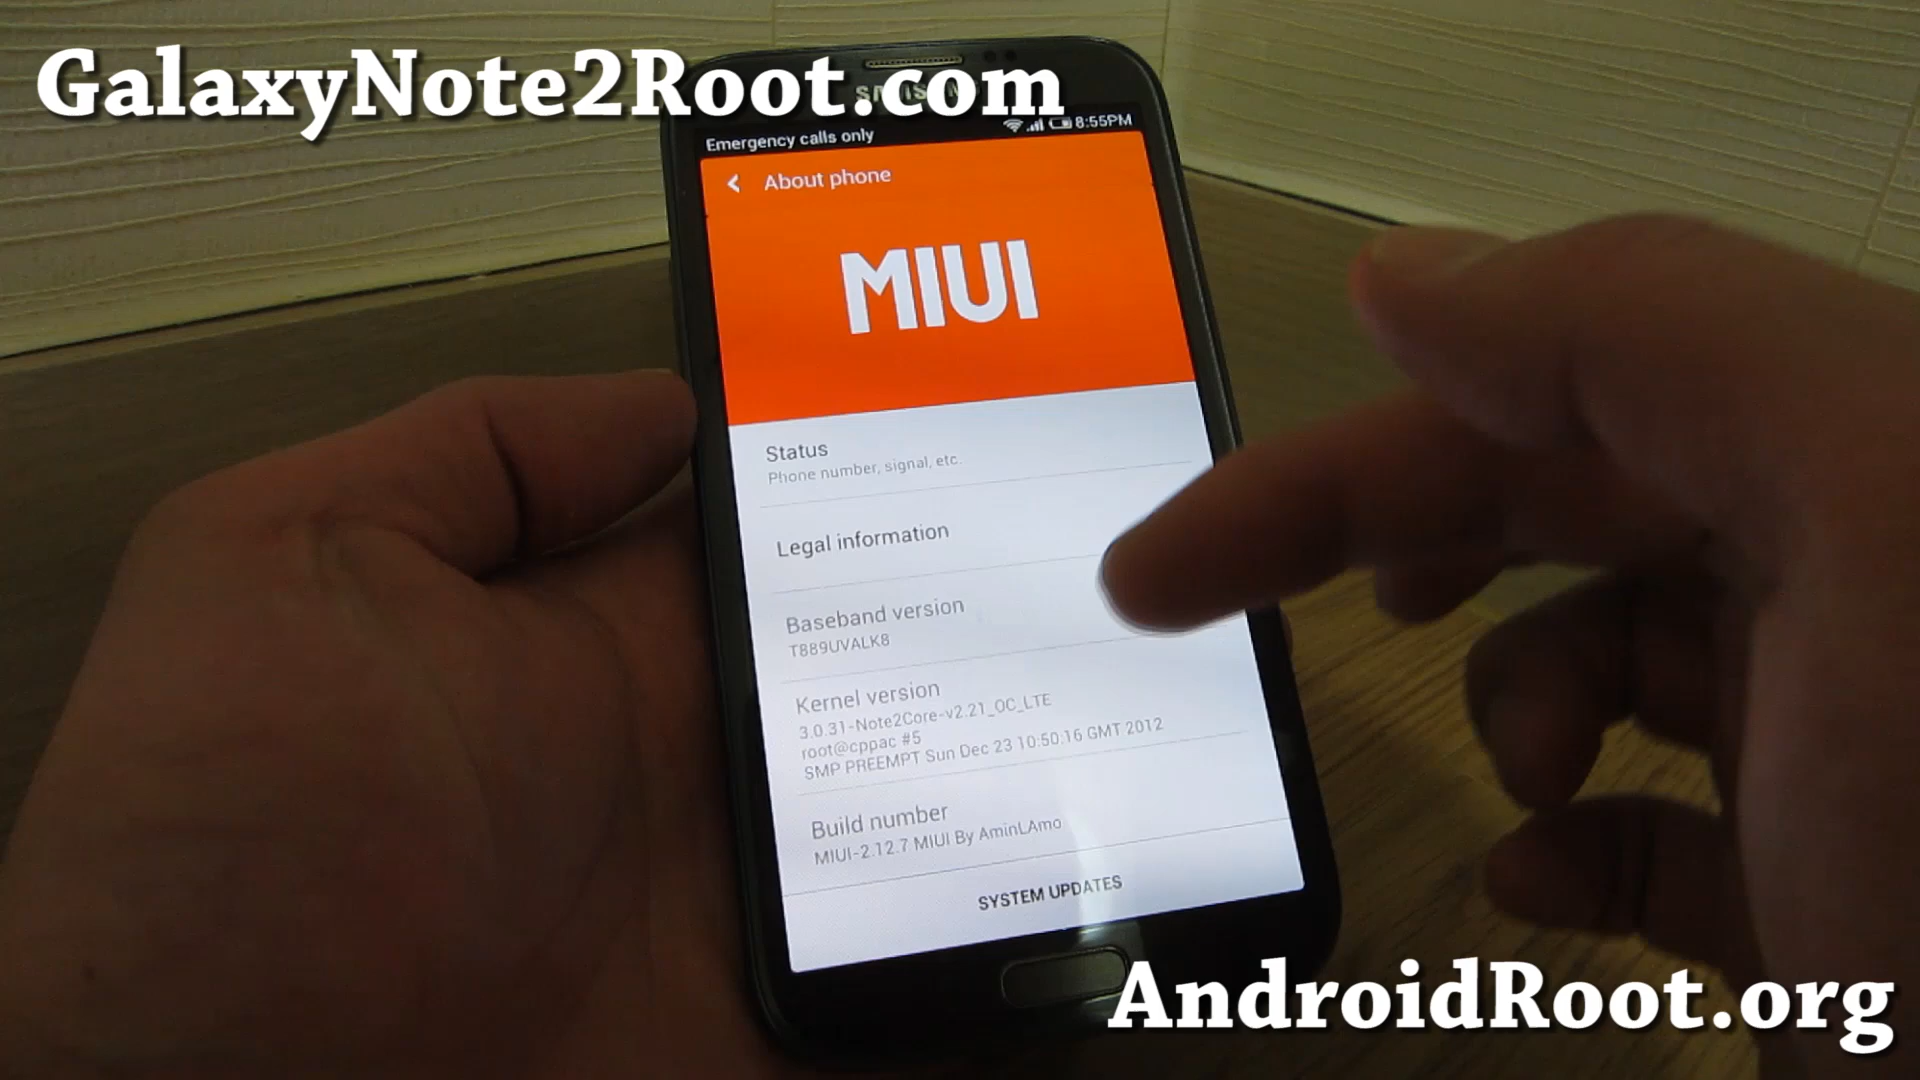 GalaxyNote2Root.com
SAMSUNG
Emergency calls only 8:55PM
About phone
MIUI
Status
Phone number, signal, etc.
Legal information
Baseband version
T889UVALK8
Kernel version
3.0.31-Note2Core-v2.21_OC_LTE
root@cppac #5
SMP PREEMPT Sun Dec 23 10:50:16 GMT 2012
Build number
MIUI-2.12.7 MIUI By AminLAmo
SYSTEM UPDATES
AndroidRoot.org